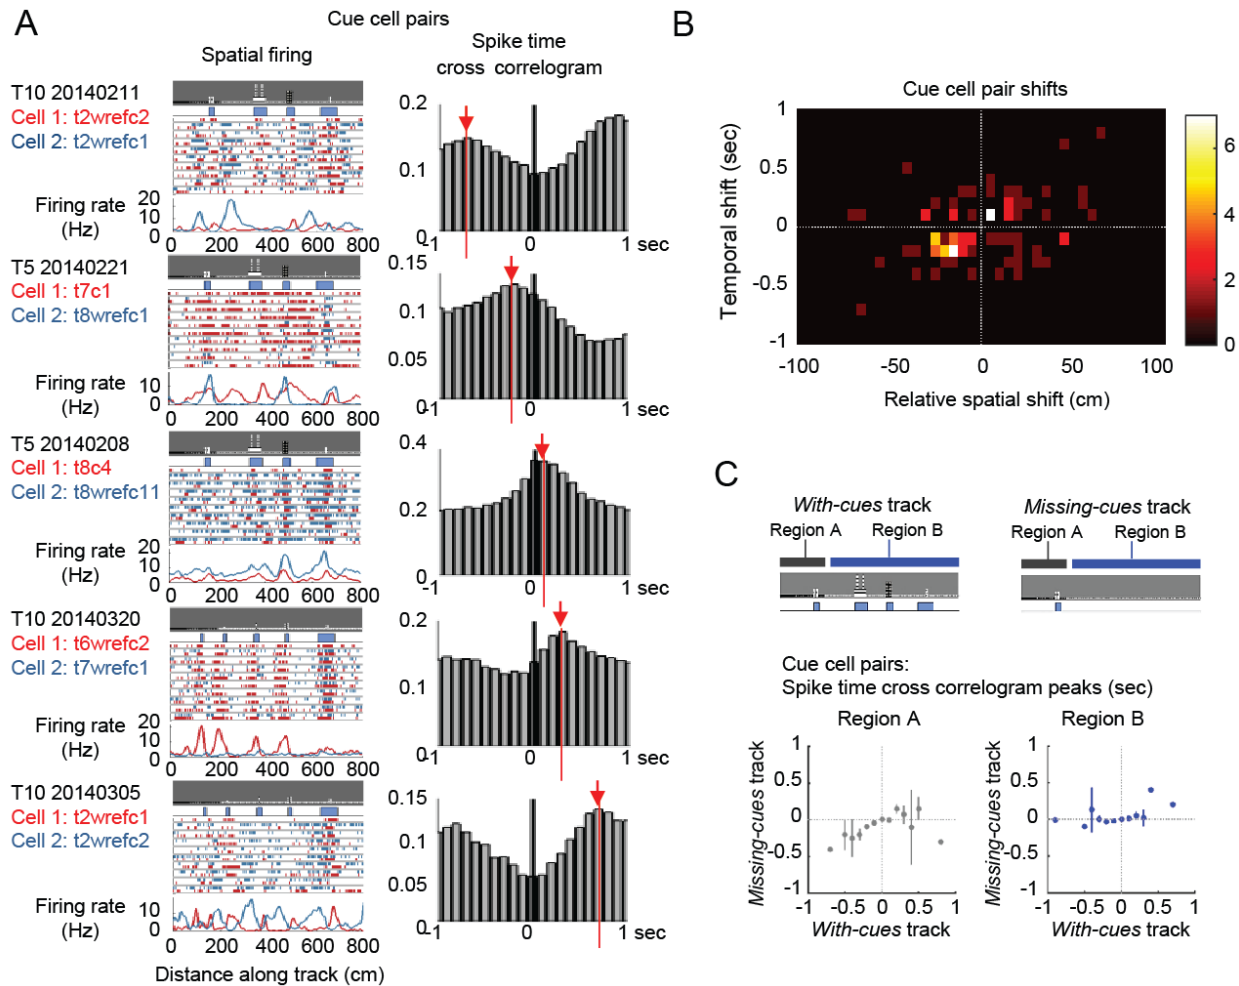 A
Cue cell pairs
Spatial firing
Spike time
cross correlogram
T10 20140211
Cell 1: t2wrefc2
Cell 2: t2wrefc1
Firing rate
(Hz)
20
10
0
0 200 400 600 800
0.2
0.1
0
-1 0 1 sec
T5 20140221
Cell 1: t7c1
Cell 2: t8wrefc1
Firing rate
(Hz)
10
0
0 200 400 600 800
0.15
0.1
0.05
0
-1 0 1 sec
T5 20140208
Cell 1: t8c4
Cell 2: t8wrefc11
Firing rate
(Hz)
20
10
0
0 200 400 600 800
0.4
0.2
0
-1 0 1 sec
T10 20140320
Cell 1: t6wrefc2
Cell 2: t7wrefc1
Firing rate
(Hz)
20
10
0
0 200 400 600 800
0.2
0.1
0
-1 0 1 sec
T10 20140305
Cell 1: t2wrefc1
Cell 2: t2wrefc2
Firing rate
(Hz)
10
0
0 200 400 600 800
Distance along track (cm)
0.15
0.1
0.05
0
-1 0 1 sec
B
Cue cell pair shifts
Temporal shift (sec)
1
0.5
0
-0.5
-1
-100 -50 0 50 100
Relative spatial shift (cm)
6
4
2
0
C
With-cues track
Region A Region B
Missing-cues track
Region A Region B
Cue cell pairs:
Spike time cross correlogram peaks (sec)
Region A
Missing-cues track
1
0.5
0
-0.5
-1
-1 -0.5 0 0.5 1
With-cues track
Region B
Missing-cues track
1
0.5
0
-0.5
-1
-1 -0.5 0 0.5 1
With-cues track